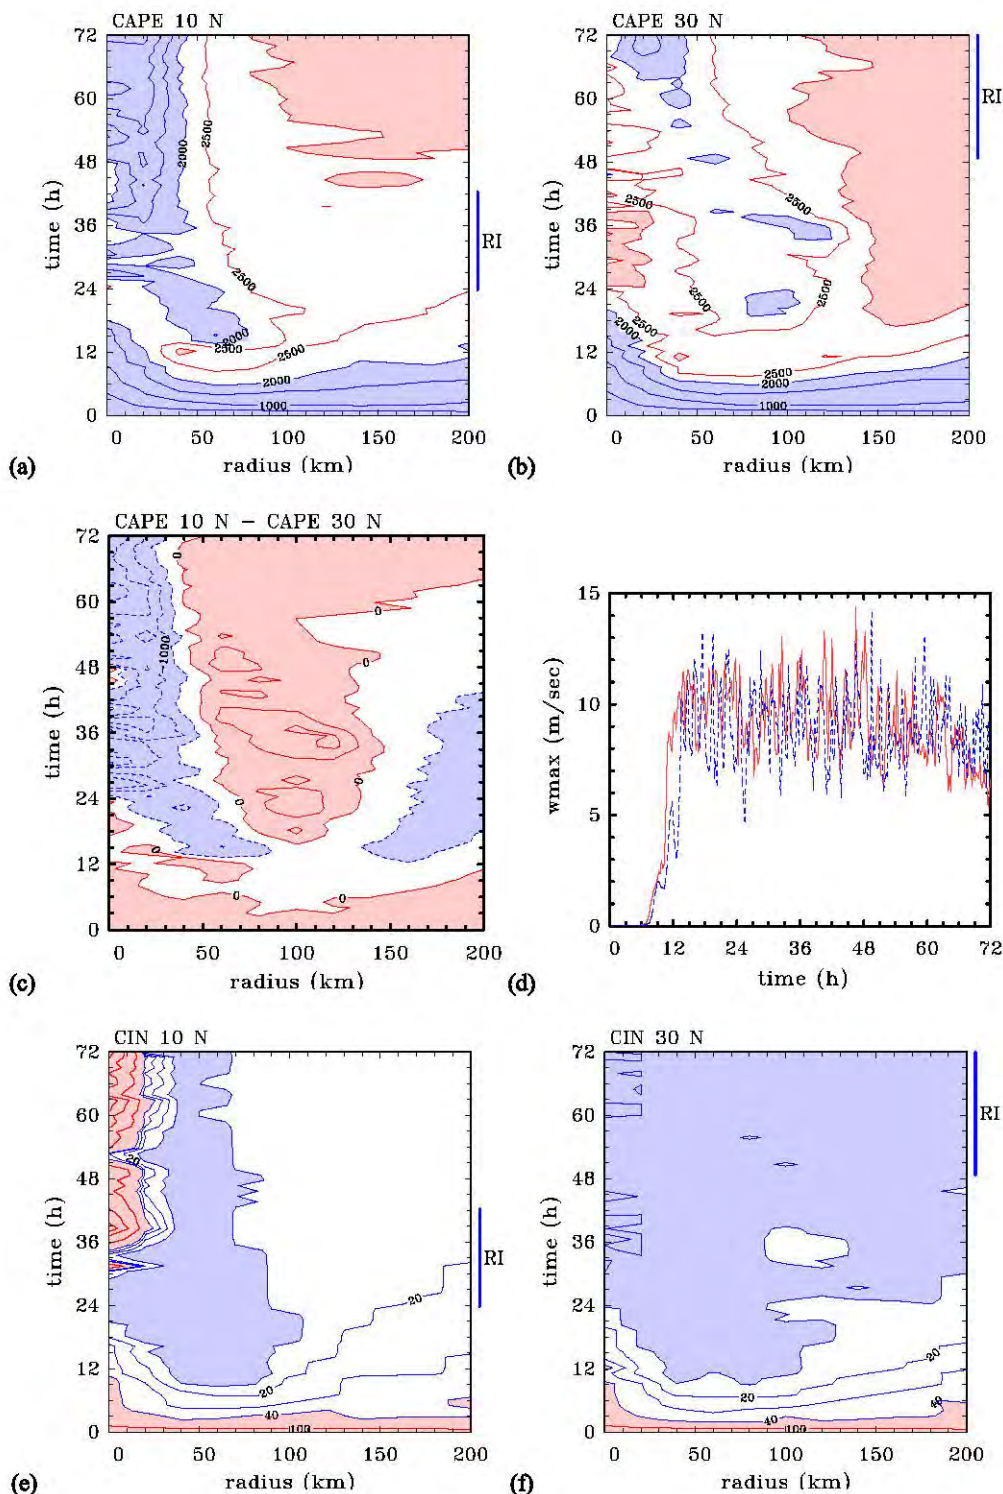 CAPE 10 N
72
60
48
36
24
12
0
time (h)
2000
2500
2500
2000
2500
2500
2000
1000
0 50 100 150 200
radius (km)
RI
(a)
CAPE 30 N
72
60
48
36
24
12
0
time (h)
2500
2500
2500
2500
2500
2500
2000
2500
2000
1000
0 50 100 150 200
radius (km)
RI
(b)
CAPE 10 N − CAPE 30 N
72
60
48
36
24
12
0
time (h)
0
0
0
-1000
0
0
0
0
0
0
0 50 100 150 200
radius (km)
(c)
15
10
5
0
wmax (m/sec)
0 12 24 36 48 60 72
time (h)
(d)
CIN 10 N
72
60
48
36
24
12
0
time (h)
20
20
20
40
100
0 50 100 150 200
radius (km)
RI
(e)
CIN 30 N
72
60
48
36
24
12
0
time (h)
20
20
40
40
100
0 50 100 150 200
radius (km)
RI
(f)